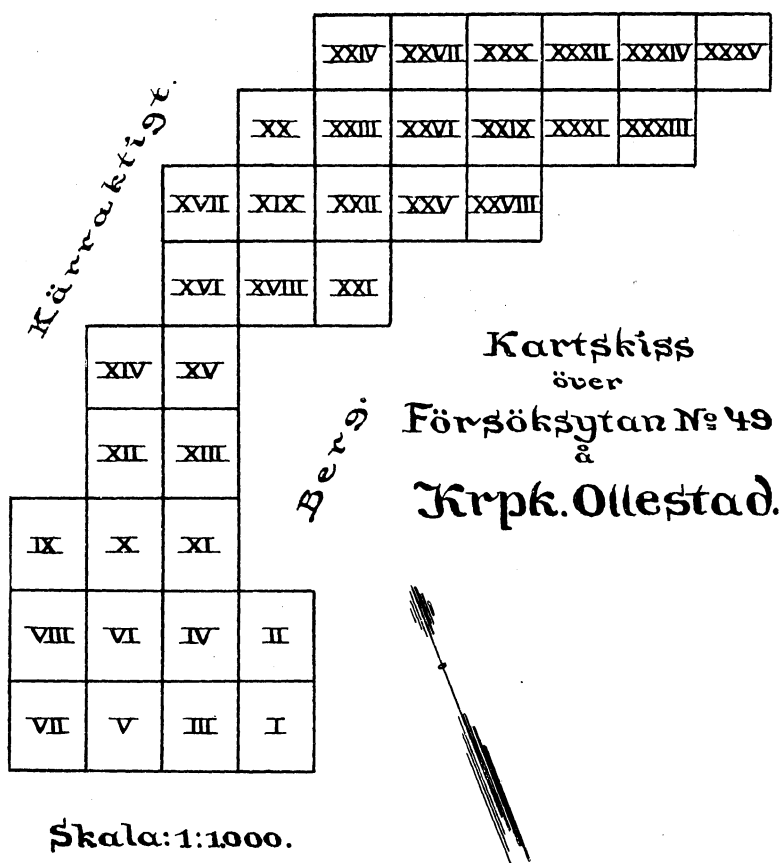 XXIV XXVII XXX XXXII XXXIV XXXV
XX XXIII XXVI XXIX XXXI XXXIII
XVII XIX XXII XXV XXVIII
XVI XVIII XXI
XIV XV
XII XIII
IX X XI
VIII VI IV II
VII V III I
Kärraktigt.
Berg.
Kartskiss
över
Försöksytan No 49
å
Krpk. Ollestad.
Skala: 1:1000.